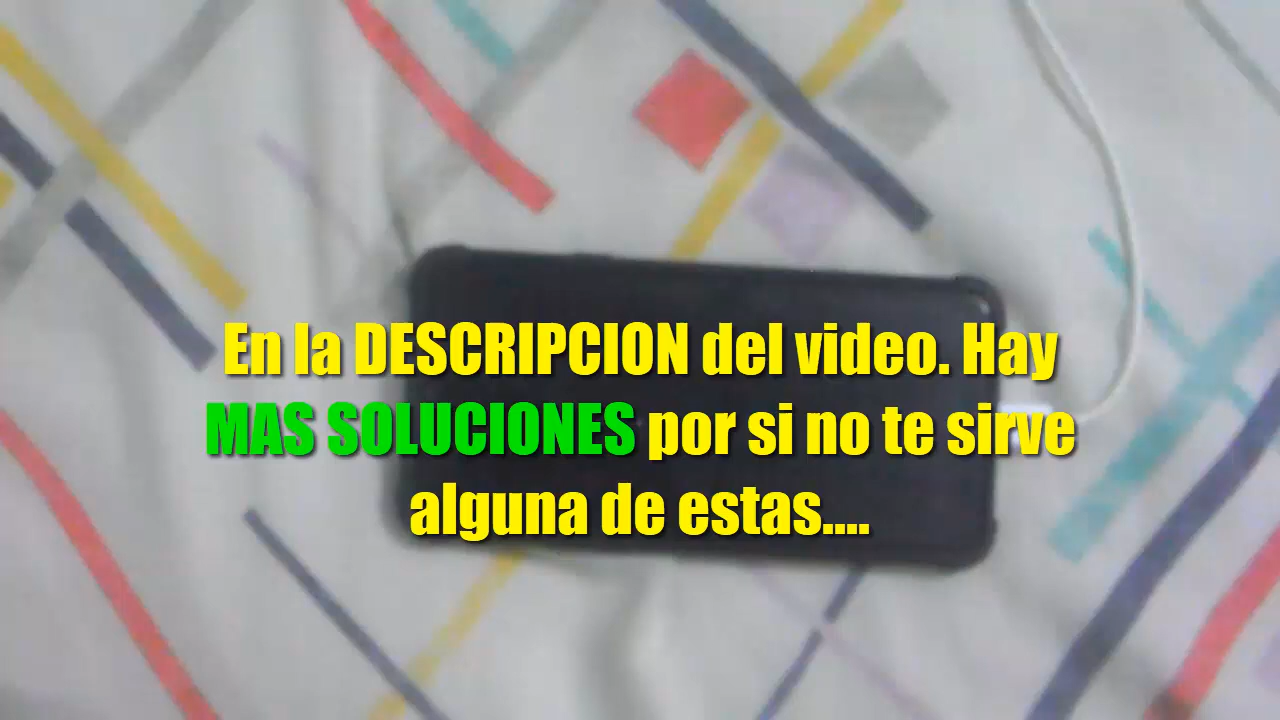 En la DESCRIPCION del video. Hay
MAS SOLUCIONES por si no te sirve
alguna de estas....